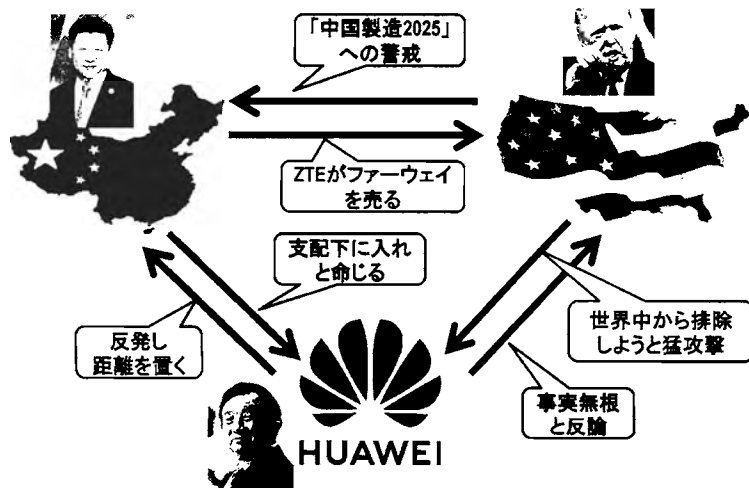 「中国製造2025」
への警戒
ZTEがファーウェイ
を売る
支配下に入れ
と命じる
反発し
距離を置く
世界中から排除
しようと猛攻撃
事実無根
と反論
HUAWEI